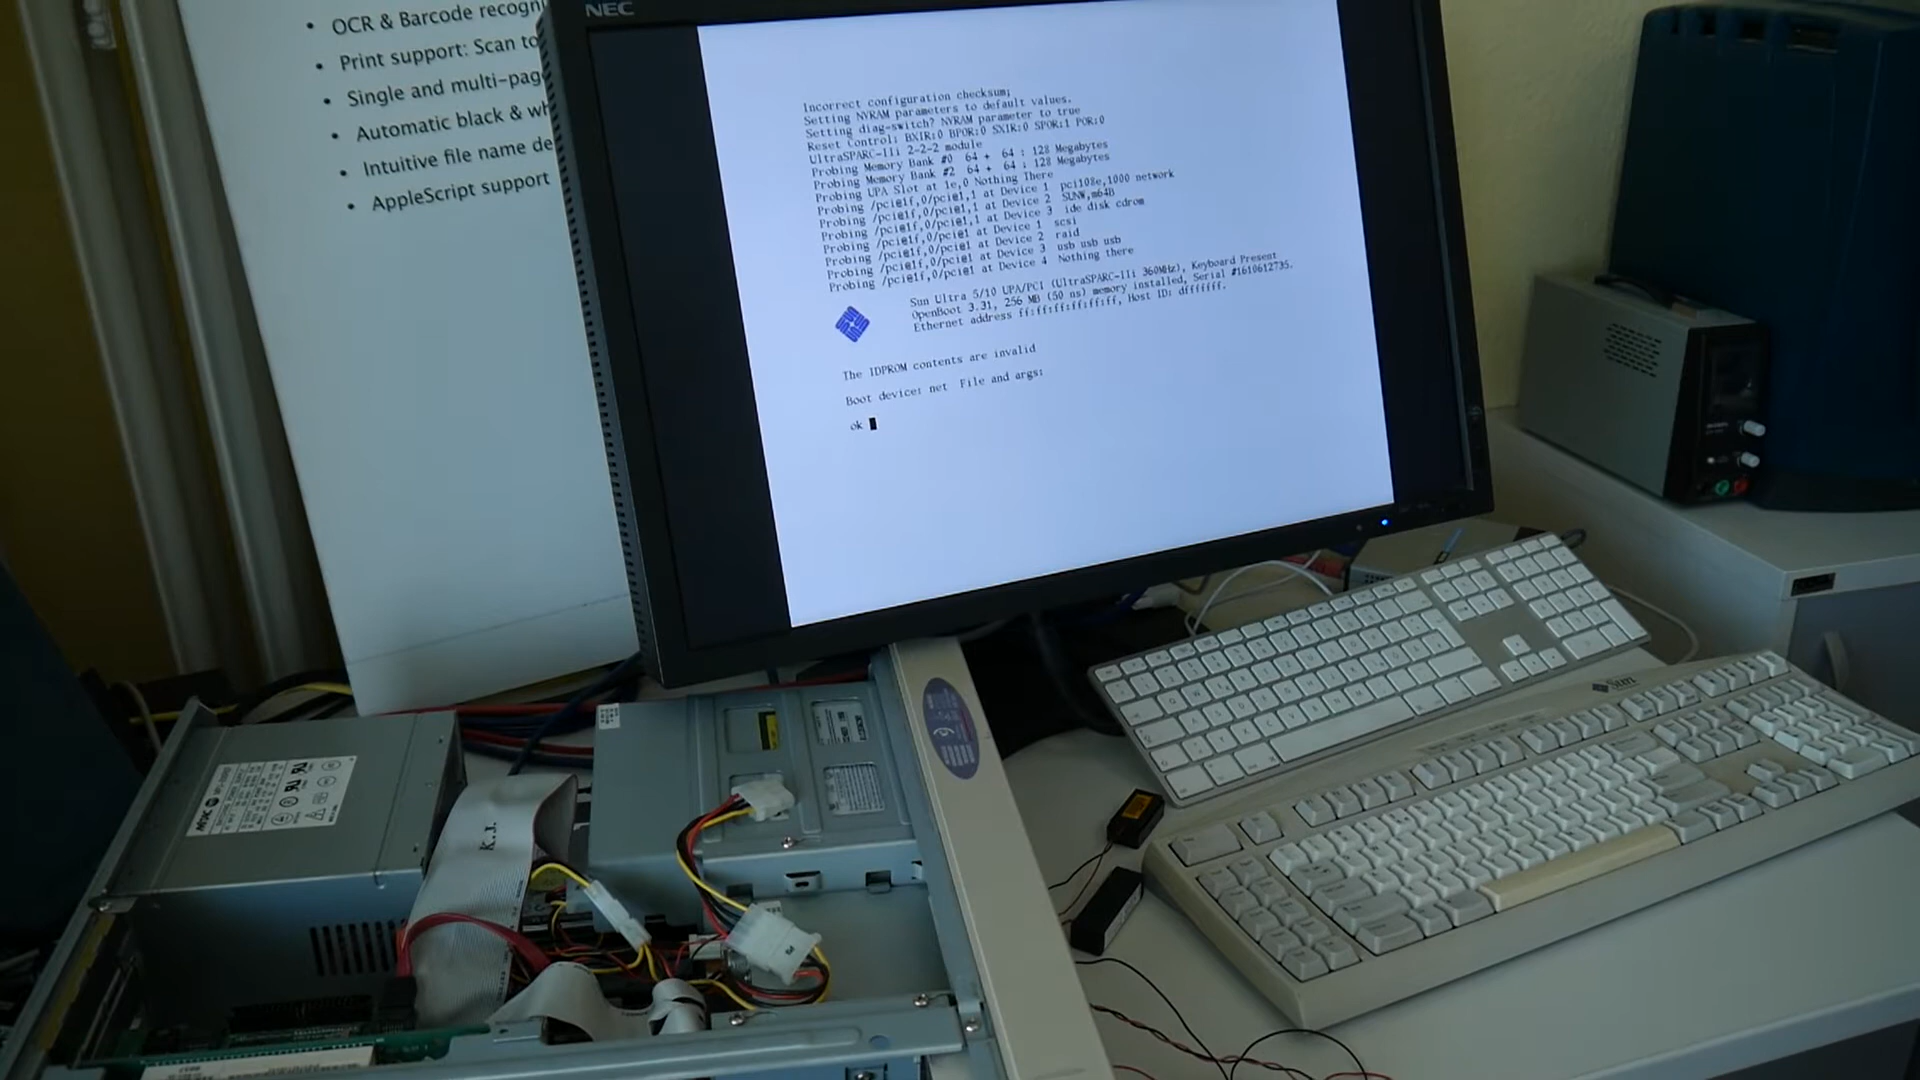 OCR & Barcode recogni
Print support: Scan to
Single and multi-pag
Automatic black & wh
Intuitive file name de
AppleScript support
NEC
Incorrect configuration checksum;
Setting NVRAM parameters to default values.
Setting diag-switch? NVRAM parameter to true
Reset Control: BXIR:0 BPOR:0 SXIR:0 SPOR:1 POR:0
UltraSPARC-IIi 2-2-2 module
Probing Memory Bank #0 64 + 64 : 128 Megabytes
Probing Memory Bank #2 64 + 64 : 128 Megabytes
Probing UPA Slot at 1e,0 Nothing There
Probing /pci@1f,0/pci@1,1 at Device 1 pci108e,1000 network
Probing /pci@1f,0/pci@1,1 at Device 2 SUNW,m64B
Probing /pci@1f,0/pci@1,1 at Device 3 ide disk cdrom
Probing /pci@1f,0/pci@1 at Device 1 scsi
Probing /pci@1f,0/pci@1 at Device 2 raid
Probing /pci@1f,0/pci@1 at Device 3 usb usb usb
Probing /pci@1f,0/pci@1 at Device 4 Nothing there
Sun Ultra 5/10 UPA/PCI (UltraSPARC-IIi 360MHz), Keyboard Present
OpenBoot 3.31, 256 MB (50 ns) memory installed, Serial #1610612735.
Ethernet address ff:ff:ff:ff:ff:ff, Host ID: dfffffff.
The IDPROM contents are invalid
Boot device: net File and args:
ok
Sun
K.J.